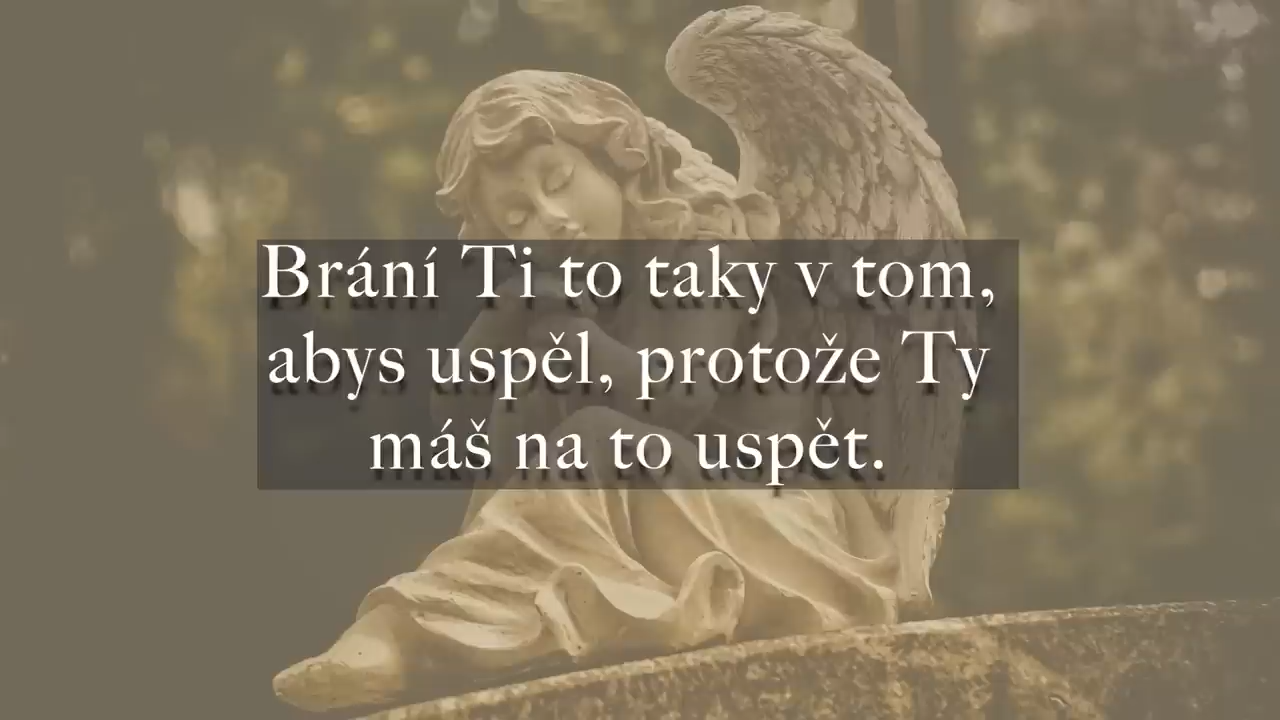 Brání Ti to taky v tom,
abys uspěl, protože Ty
máš na to uspět.